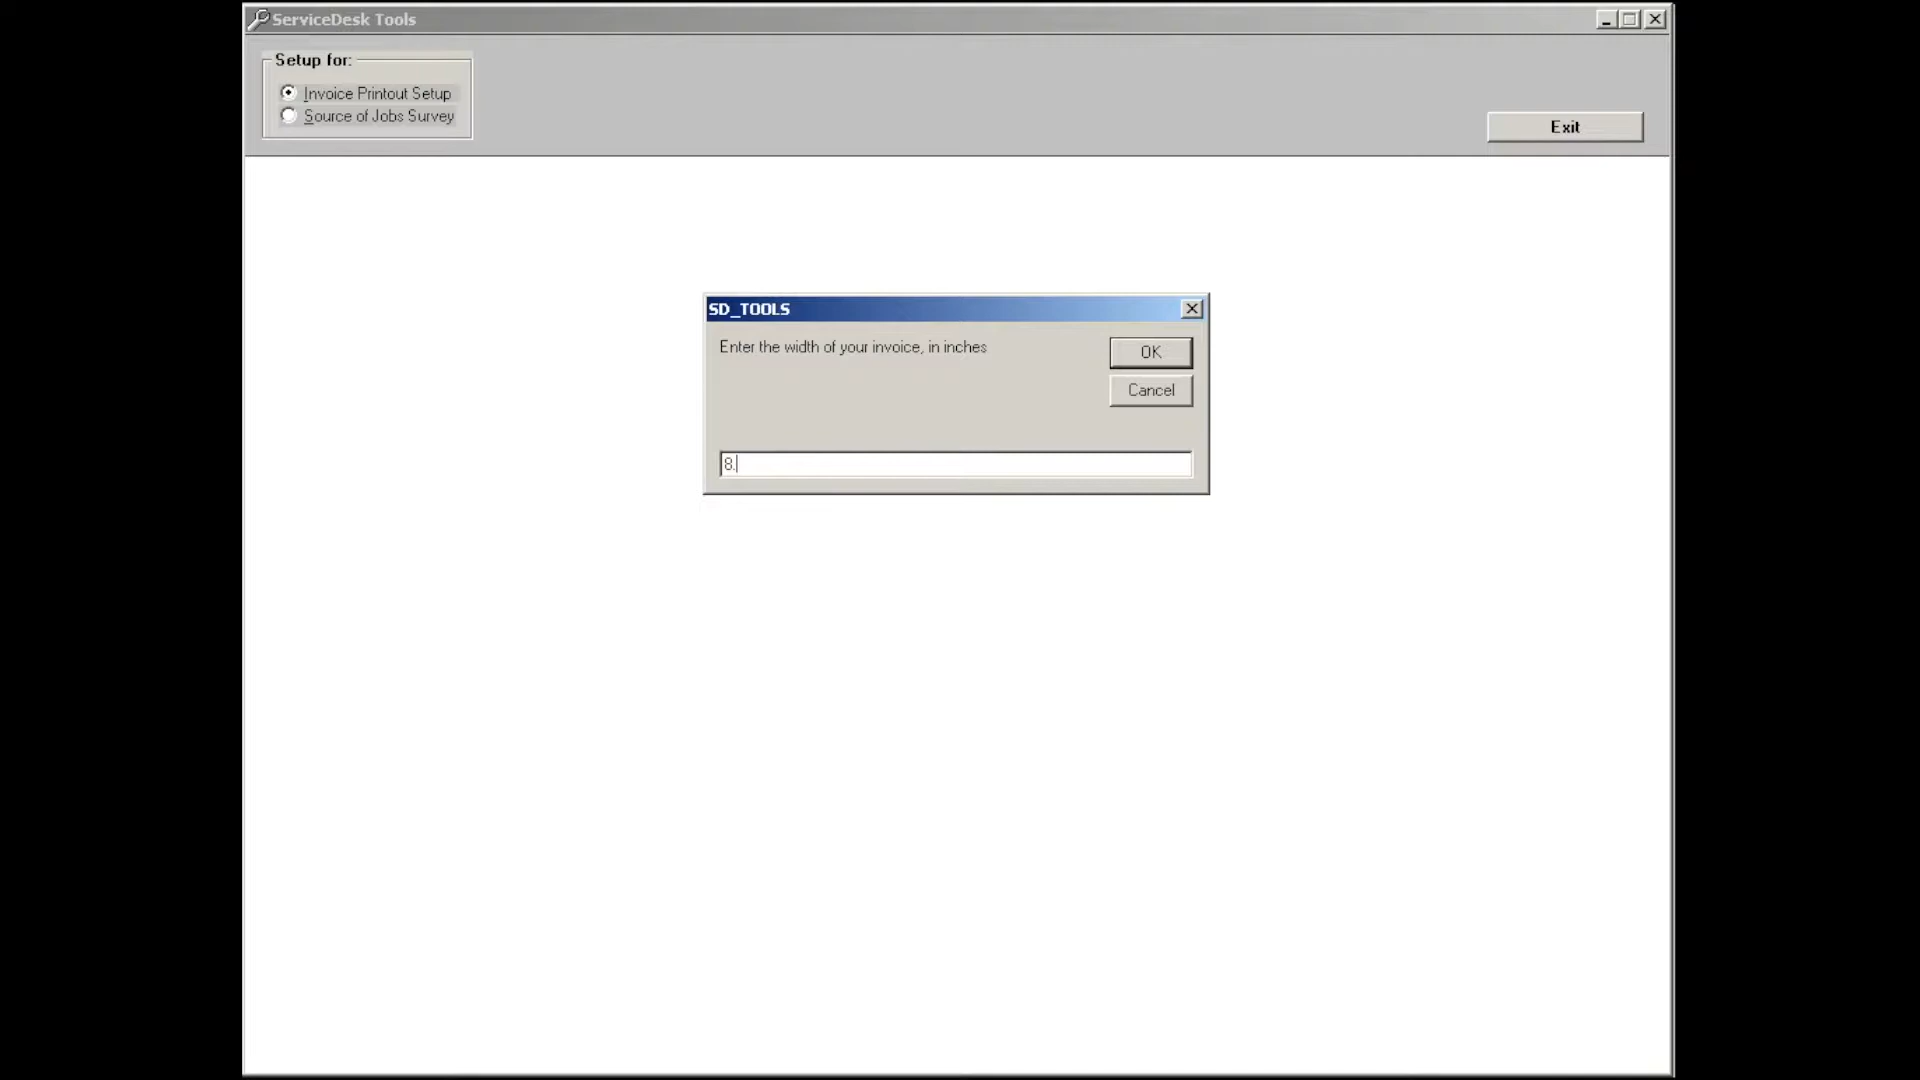 ServiceDesk Tools
Setup for:
Invoice Printout Setup
Source of Jobs Survey
Exit
SD_TOOLS
Enter the width of your invoice, in inches
OK
Cancel
8.